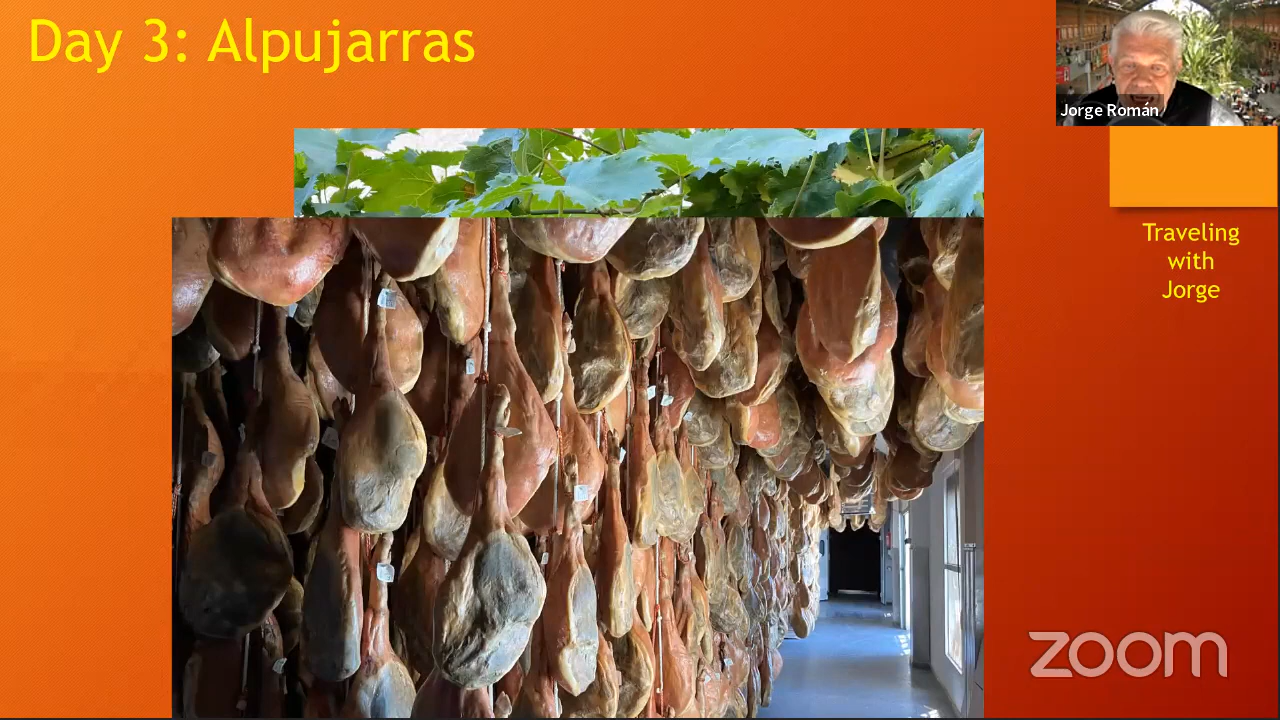 Day 3: Alpujarras
Jorge Román
Traveling
with
Jorge
zoom